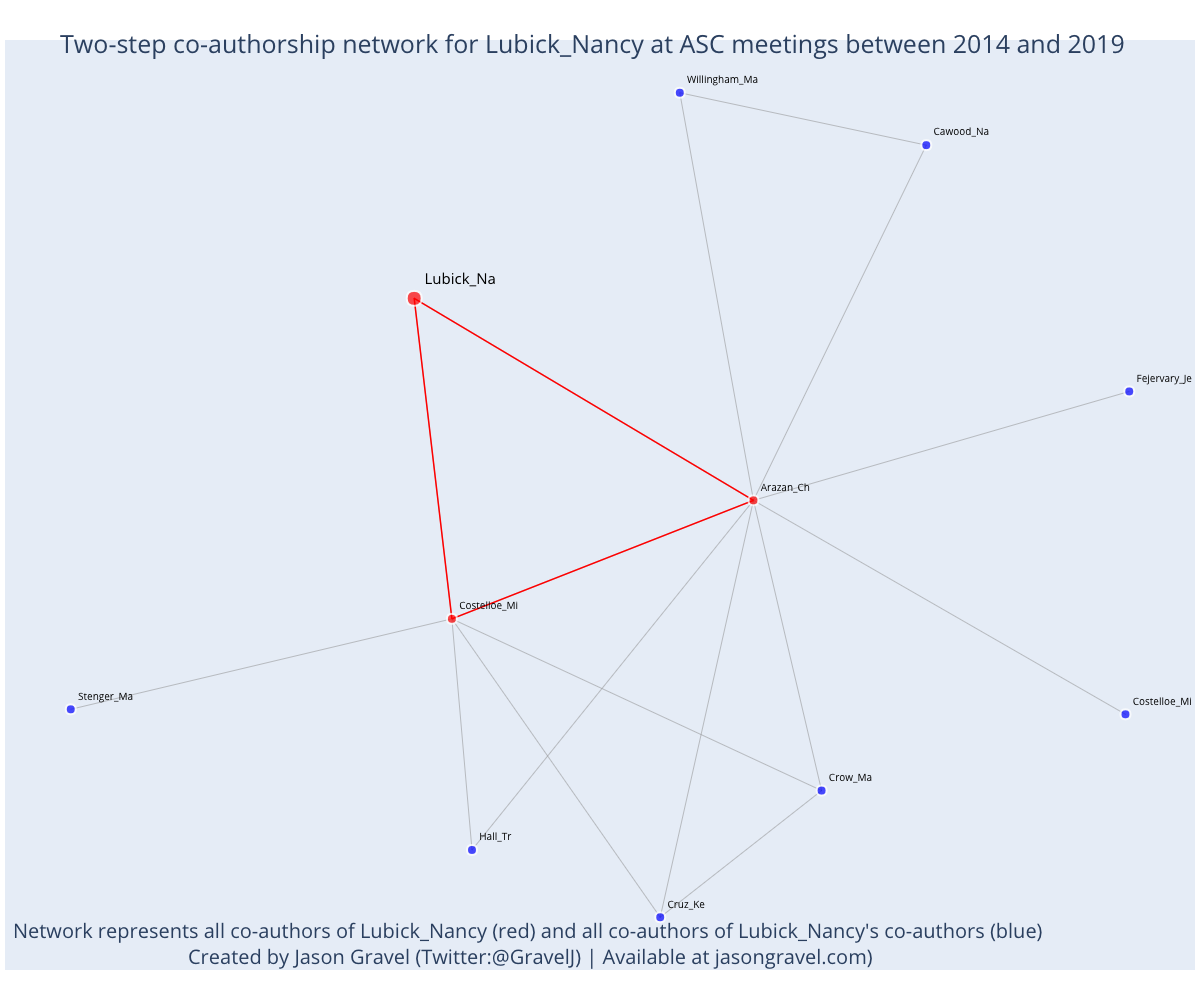 Two-step co-authorship network for Lubick_Nancy at ASC meetings between 2014 and 2019
Willingham_Ma
Cawood_Na
Lubick_Na
Fejervary_Je
Arazan_Ch
Costelloe_Mi
Stenger_Ma
Costelloe_Mi
Crow_Ma
Hall_Tr
Cruz_Ke
Network represents all co-authors of Lubick_Nancy (red) and all co-authors of Lubick_Nancy's co-authors (blue)
Created by Jason Gravel (Twitter:@GravelJ) | Available at jasongravel.com)